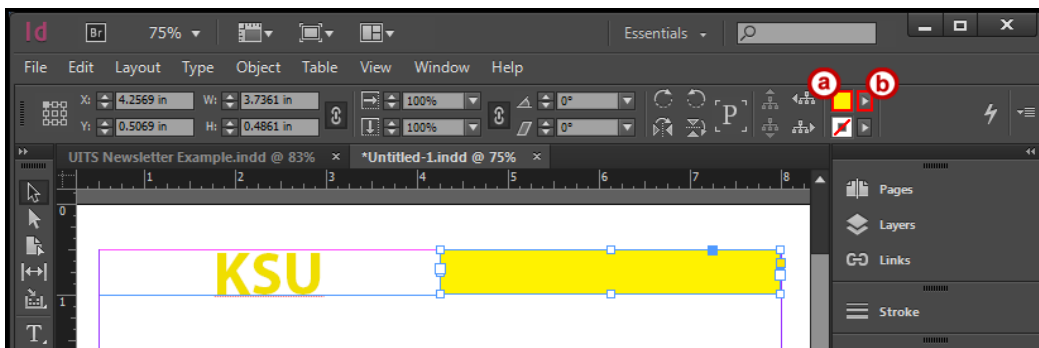 Id Br 75% Essentials
File Edit Layout Type Object Table View Window Help
a b
X: 4.2569 in W: 3.7361 in 100% 0°
Y: 0.5069 in H: 0.4861 in 100% 0° P
UITS Newsletter Example.indd @ 83% × *Untitled-1.indd @ 75% ×
1 2 3 4 5 6 7 8
0
Pages
Layers
KSU
Links
1
Stroke
T